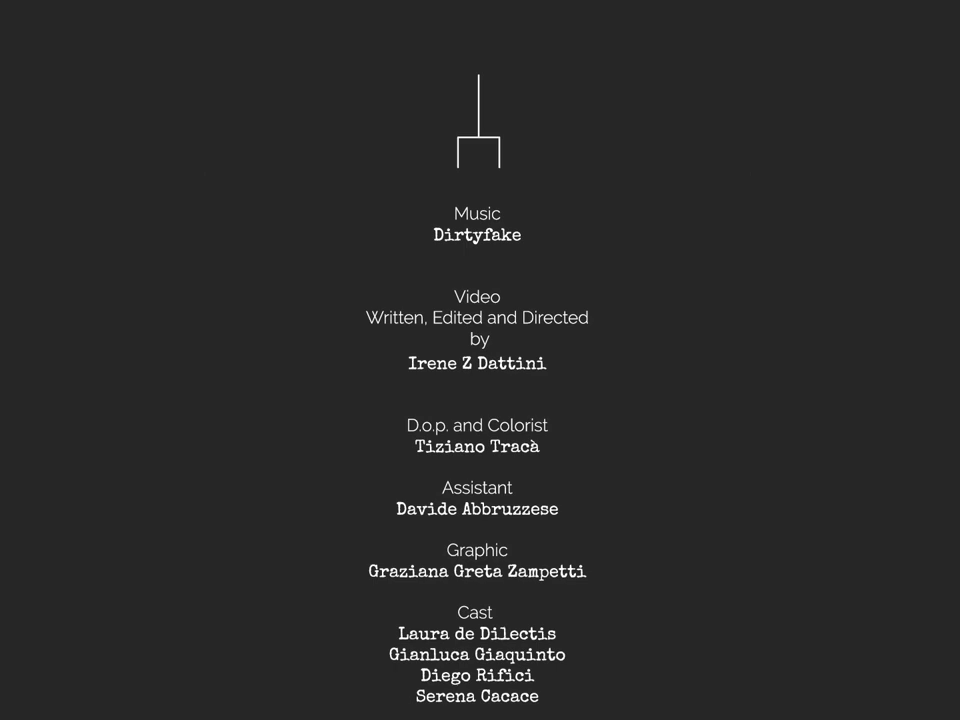 Music
Dirtyfake
Video
Written, Edited and Directed
by
Irene Z Dattini
D.o.p. and Colorist
Tiziano Tracà
Assistant
Davide Abbruzzese
Graphic
Graziana Greta Zampetti
Cast
Laura de Dilectis
Gianluca Giaquinto
Diego Rifici
Serena Cacace